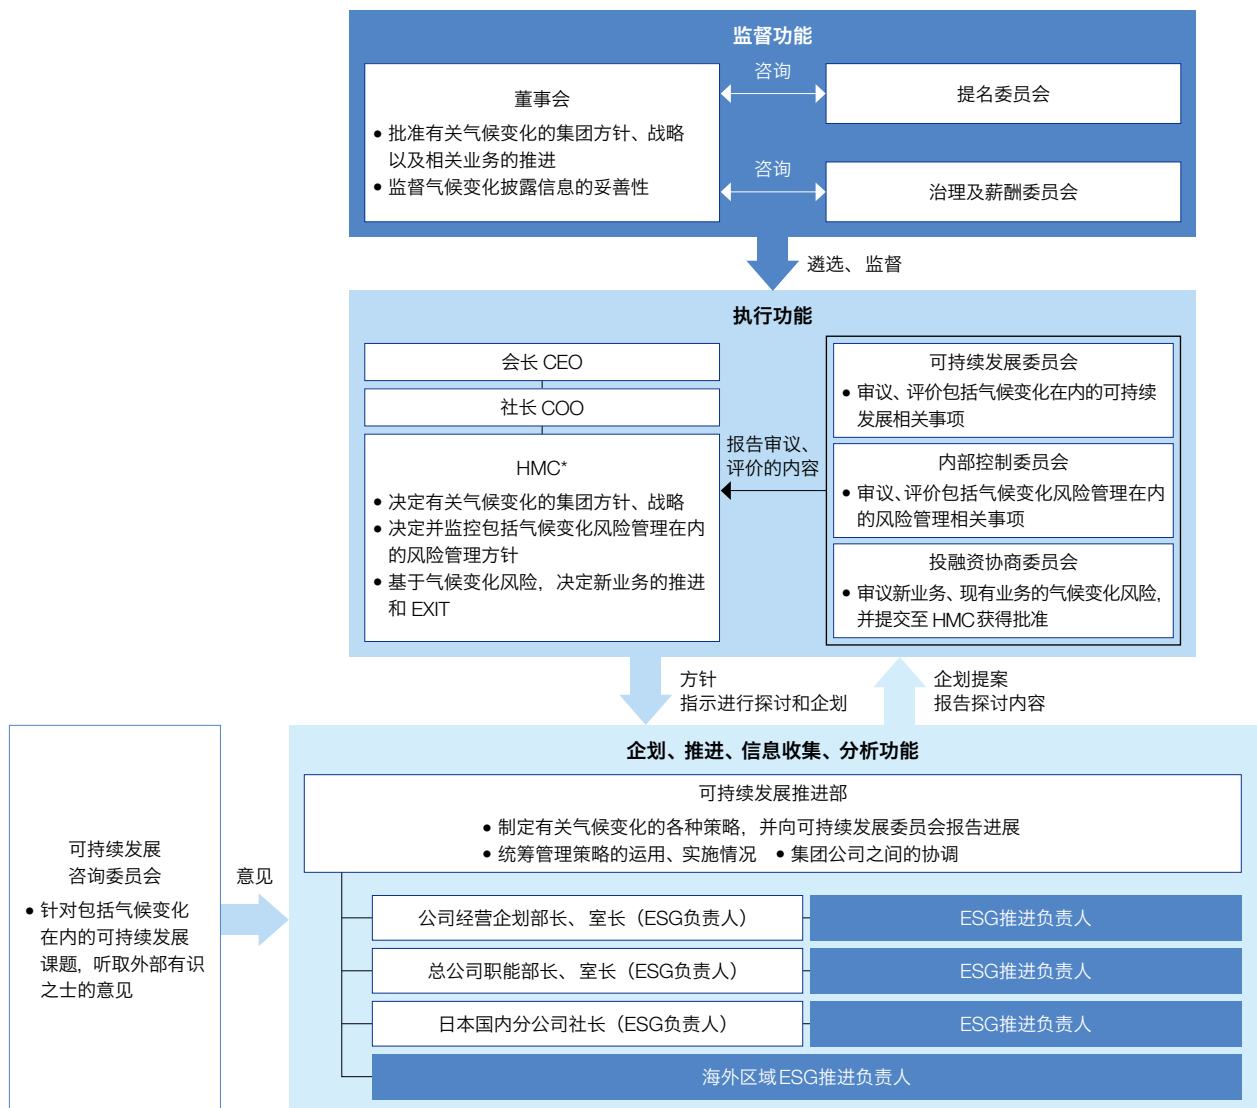 监督功能
董事会
• 批准有关气候变化的集团方针、战略
以及相关业务的推进
• 监督气候变化披露信息的妥善性
咨询
提名委员会
咨询
治理及薪酬委员会
遴选、监督
执行功能
会长 CEO
社长 COO
HMC*
• 决定有关气候变化的集团方针、战略
• 决定并监控包括气候变化风险管理在内
的风险管理方针
• 基于气候变化风险，决定新业务的推进
和 EXIT
报告审议、
评价的内容
可持续发展委员会
• 审议、评价包括气候变化在内的可持续
发展相关事项
内部控制委员会
• 审议、评价包括气候变化风险管理在内
的风险管理相关事项
投融资协商委员会
• 审议新业务、现有业务的气候变化风险，
并提交至 HMC 获得批准
方针
指示进行探讨和企划
企划提案
报告探讨内容
可持续发展
咨询委员会
• 针对包括气候变化
在内的可持续发展
课题，听取外部有识
之士的意见
意见
企划、推进、信息收集、分析功能
可持续发展推进部
• 制定有关气候变化的各种策略，并向可持续发展委员会报告进展
• 统筹管理策略的运用、实施情况 • 集团公司之间的协调
公司经营企划部长、室长（ESG负责人）
ESG推进负责人
总公司职能部长、室长（ESG负责人）
ESG推进负责人
日本国内分公司社长（ESG负责人）
ESG推进负责人
海外区域ESG推进负责人